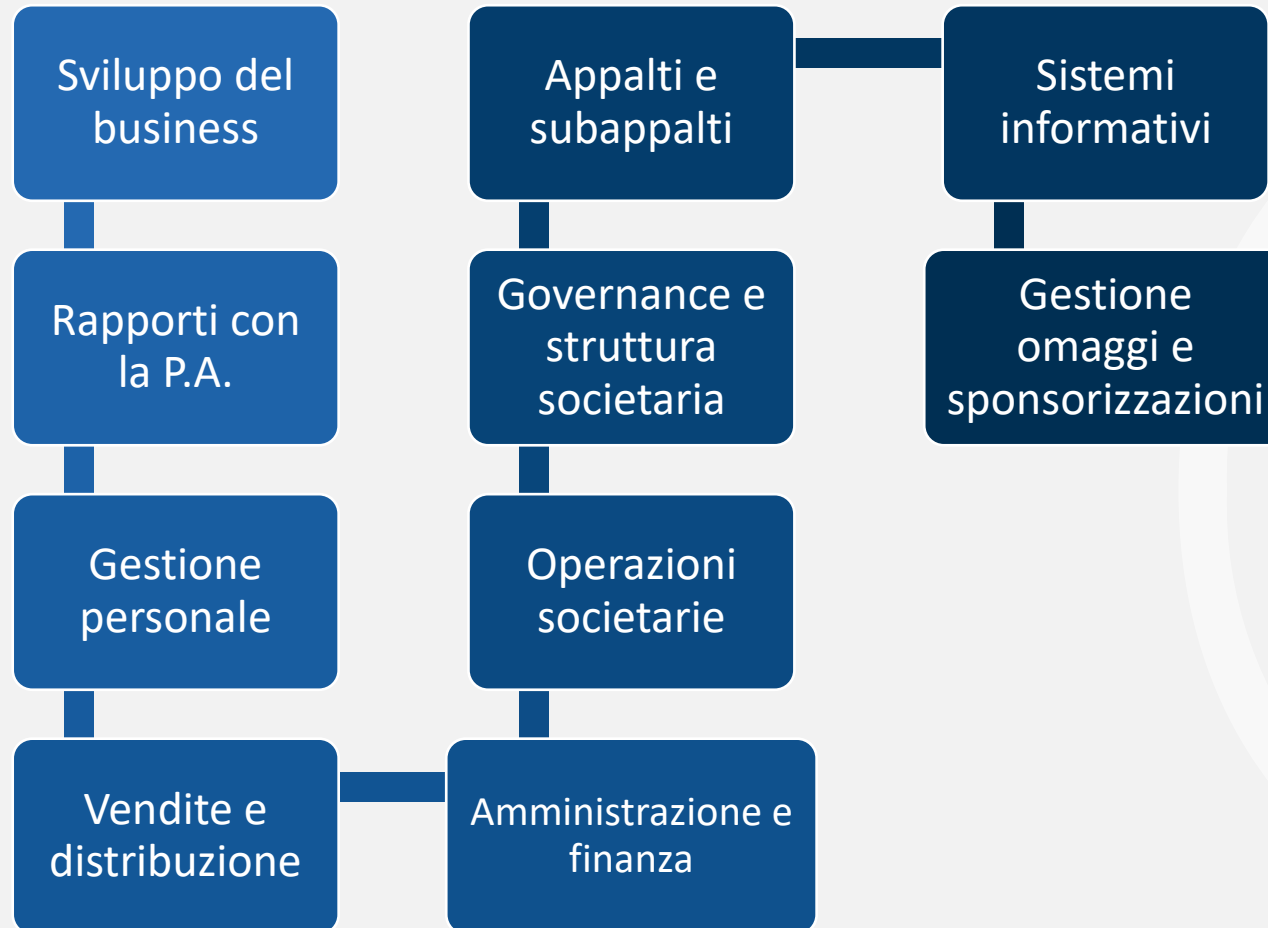 Sviluppo del
business
Rapporti con
la P.A.
Gestione
personale
Vendite e
distribuzione
Amministrazione e
finanza
Operazioni
societarie
Governance e
struttura
societaria
Appalti e
subappalti
Sistemi
informativi
Gestione
omaggi e
sponsorizzazioni